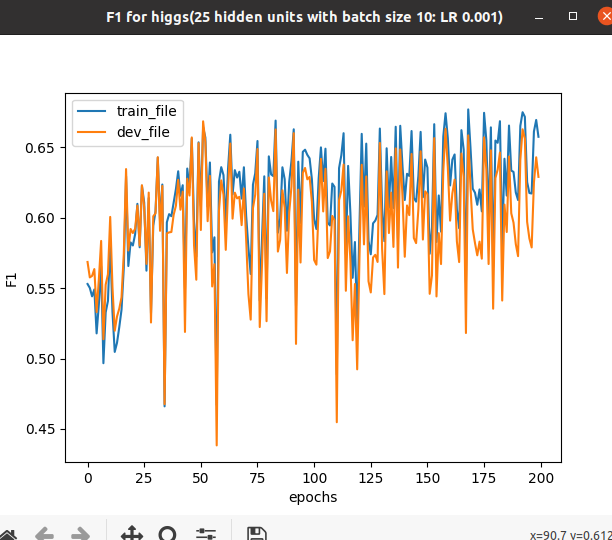 F1 for higgs(25 hidden units with batch size 10: LR 0.001)
train_file
dev_file
0.65
0.60
0.55
0.50
0.45
F1
0 25 50 75 100 125 150 175 200
epochs
x=90.7 y=0.612